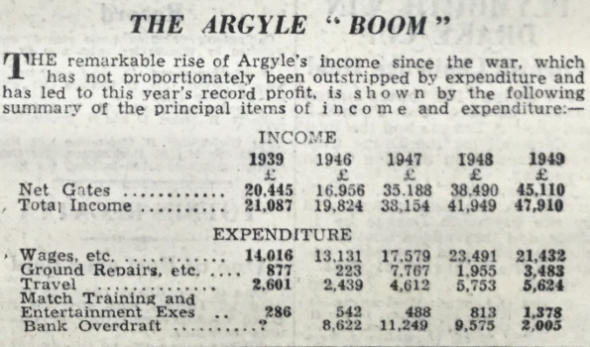 THE ARGYLE "BOOM"
THE remarkable rise of Argyle's income since the war, which
has not proportionately been outstripped by expenditure and
has led to this year's record profit, is shown by the following
summary of the principal items of income and expenditure:—
INCOME
1939 1946 1947 1948 1949
£ £ £ £ £
Net Gates ........... 20,445 16,956 35.188 38,490 45,110
Total Income .......... 21,087 19,824 38,154 41,949 47,910
EXPENDITURE
Wages, etc. ............ 14,016 13,131 17,579 23,491 21,432
Ground Repairs, etc. .... 877 223 7,767 1,955 3,483
Travel .............. 2,601 2,439 4,612 5,753 5,624
Match Training and
Entertainment Exes .. 286 542 488 813 1,378
Bank Overdraft ..........? 8,622 11,249 9,575 2,005